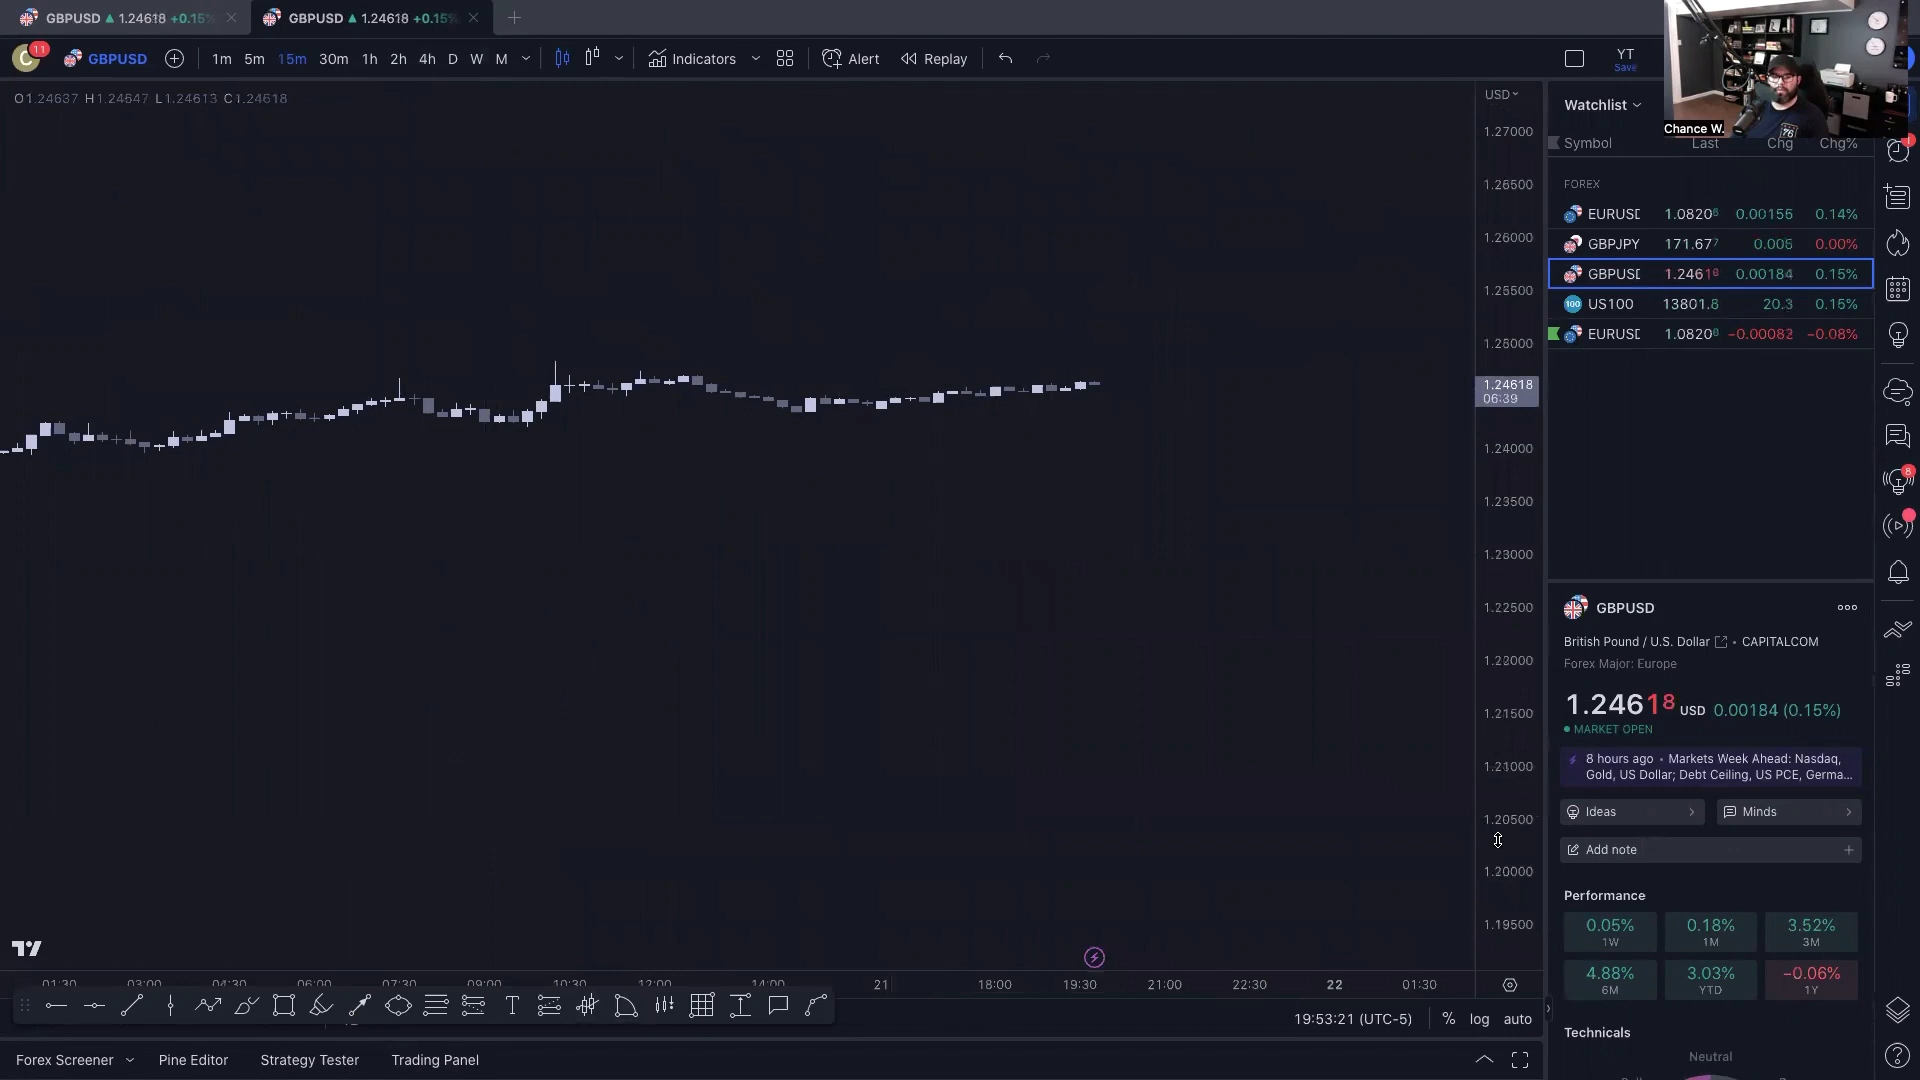 GBPUSD ▲ 1.24618 +0.15%
GBPUSD ▲ 1.24618 +0.15%
11
C
GBPUSD
1m 5m 15m 30m 1h 2h 4h D W M
Indicators
Alert
Replay
YT
Save
O1.24637 H1.24647 L1.24613 C1.24618
USD
1.27000
1.26500
1.26000
1.25500
1.25000
1.24618
06:39
1.24000
1.23500
1.23000
1.22500
1.22000
1.21500
1.21000
1.20500
1.20000
1.19500
Chance W.
76
Watchlist
Symbol Last Chg Chg%
FOREX
EURUSD 1.0820⁸ 0.00156 0.14%
GBPJPY 171.67⁷ 0.006 0.00%
GBPUSD 1.2461⁸ 0.00184 0.15%
100 US100 13801.8 20.3 0.15%
EURUSD 1.0820⁸ −0.00082 −0.08%
1
8
GBPUSD
British Pound / U.S. Dollar • CAPITALCOM
Forex Major: Europe
1.24618 USD 0.00184 (0.15%)
MARKET OPEN
8 hours ago • Markets Week Ahead: Nasdaq,
Gold, US Dollar; Debt Ceiling, US PCE, Germa...
Ideas
Minds
Add note
Performance
0.05% 0.18% 3.52%
1W 1M 3M
4.88% 3.03% −0.06%
6M YTD 1Y
Technicals
Neutral
01:30 03:00 04:30 06:00 07:30 09:00 10:30 12:00 14:00 21 18:00 19:30 21:00 22:30 22 01:30
19:53:21 (UTC-5)
% log auto
Forex Screener
Pine Editor
Strategy Tester
Trading Panel